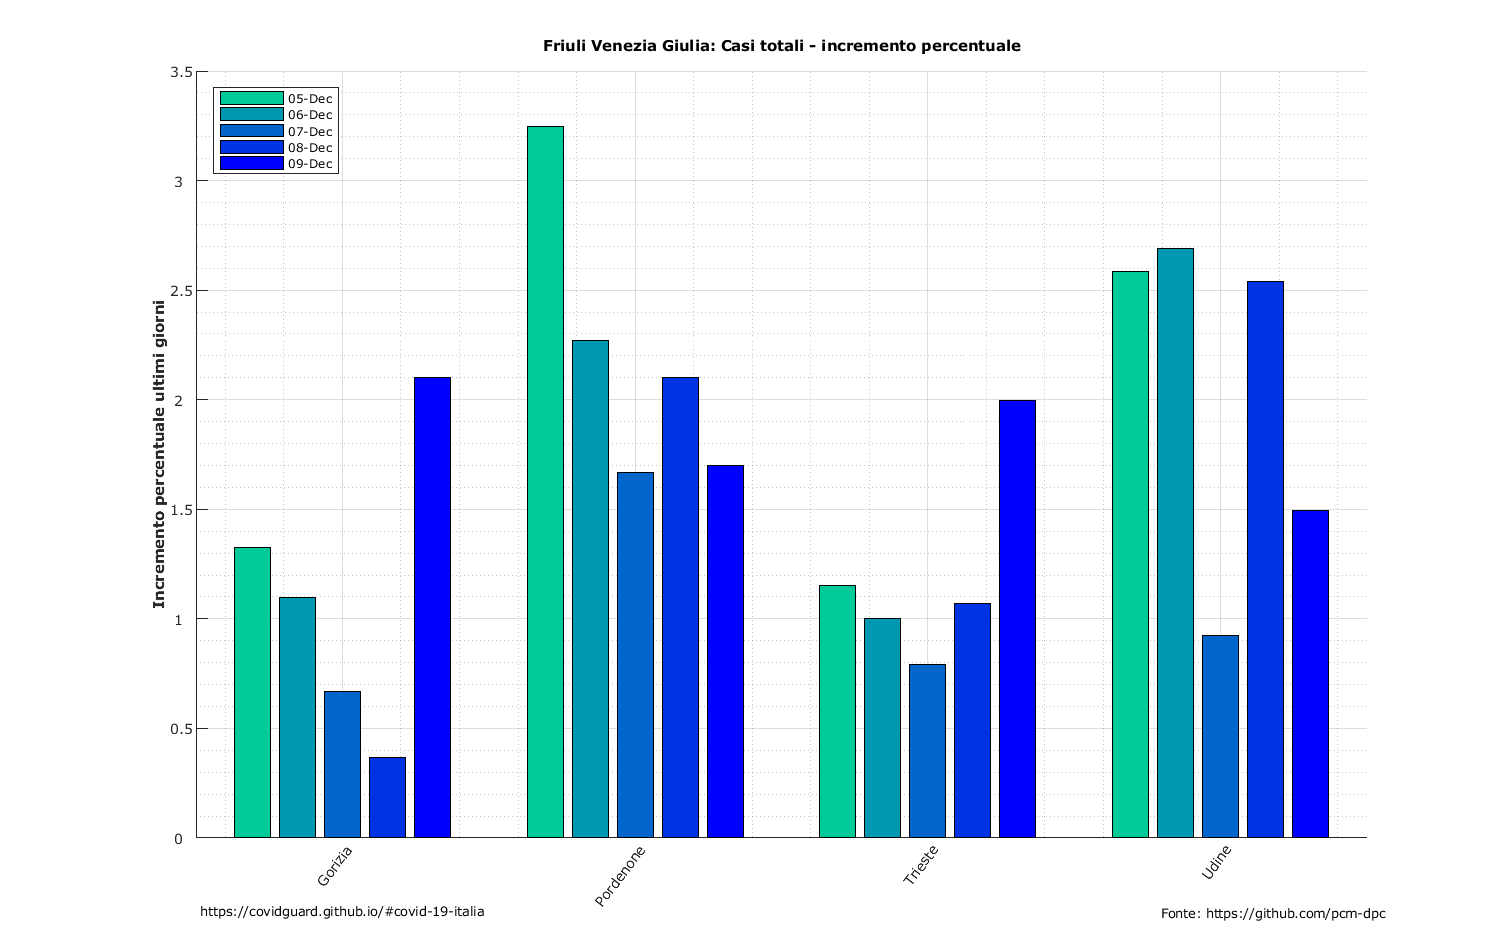 Friuli Venezia Giulia: Casi totali - incremento percentuale
3.5
3
2.5
2
1.5
1
0.5
0
05-Dec
06-Dec
07-Dec
08-Dec
09-Dec
Incremento percentuale ultimi giorni
Gorizia
Pordenone
Trieste
Udine
https://covidguard.github.io/#covid-19-italia
Fonte: https://github.com/pcm-dpc